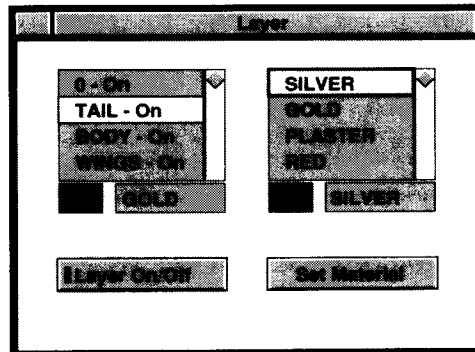 Layer
0 - On
TAIL - On
BODY - On
WINGS - On
GOLD
SILVER
GOLD
PLASTER
RED
SILVER
Layer On/Off
Set Material